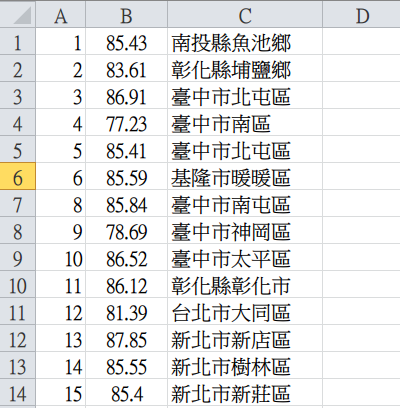 A B C D
1 1 85.43 南投縣魚池鄉
2 2 83.61 彰化縣埔鹽鄉
3 3 86.91 臺中市北屯區
4 4 77.23 臺中市南區
5 5 85.41 臺中市北屯區
6 6 85.59 基隆市暖暖區
7 8 85.84 臺中市南屯區
8 9 78.69 臺中市神岡區
9 10 86.52 臺中市太平區
10 11 86.12 彰化縣彰化市
11 12 81.39 台北市大同區
12 13 87.85 新北市新店區
13 14 85.55 新北市樹林區
14 15 85.4 新北市新莊區